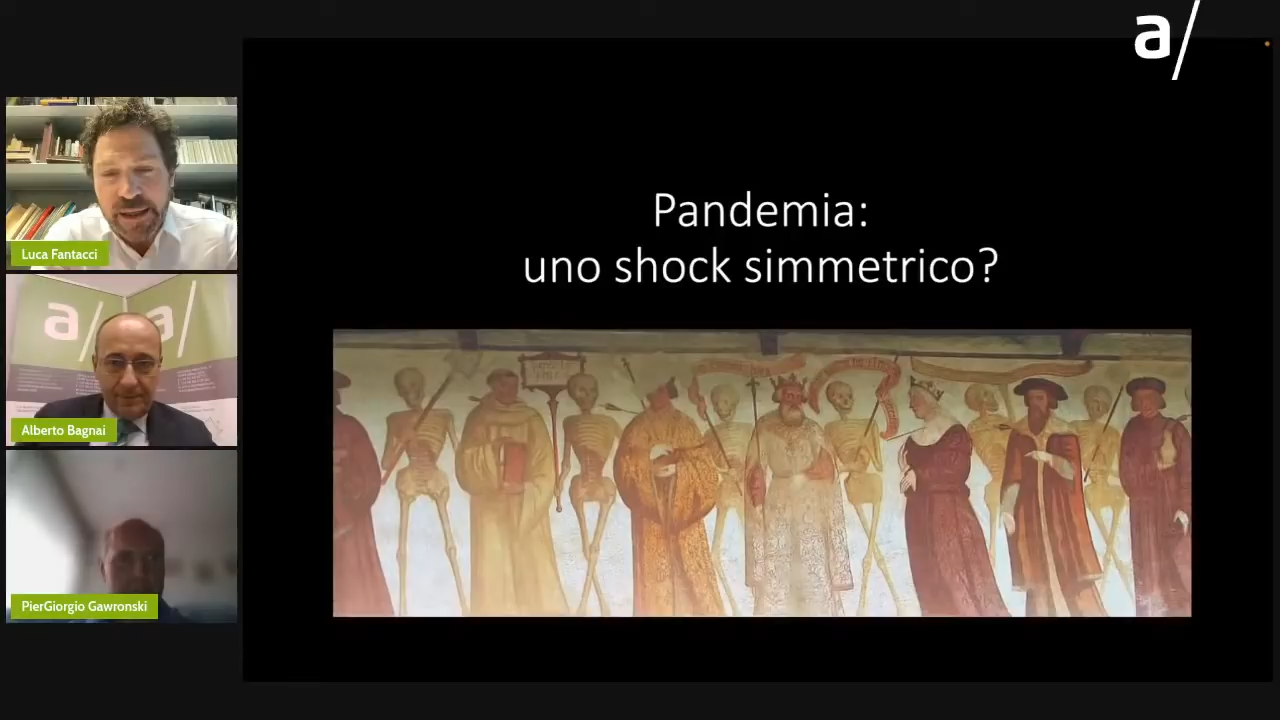 a/
Luca Fantacci
a/
a/
Alberto Bagnai
PierGiorgio Gawronski
Pandemia:
uno shock simmetrico?